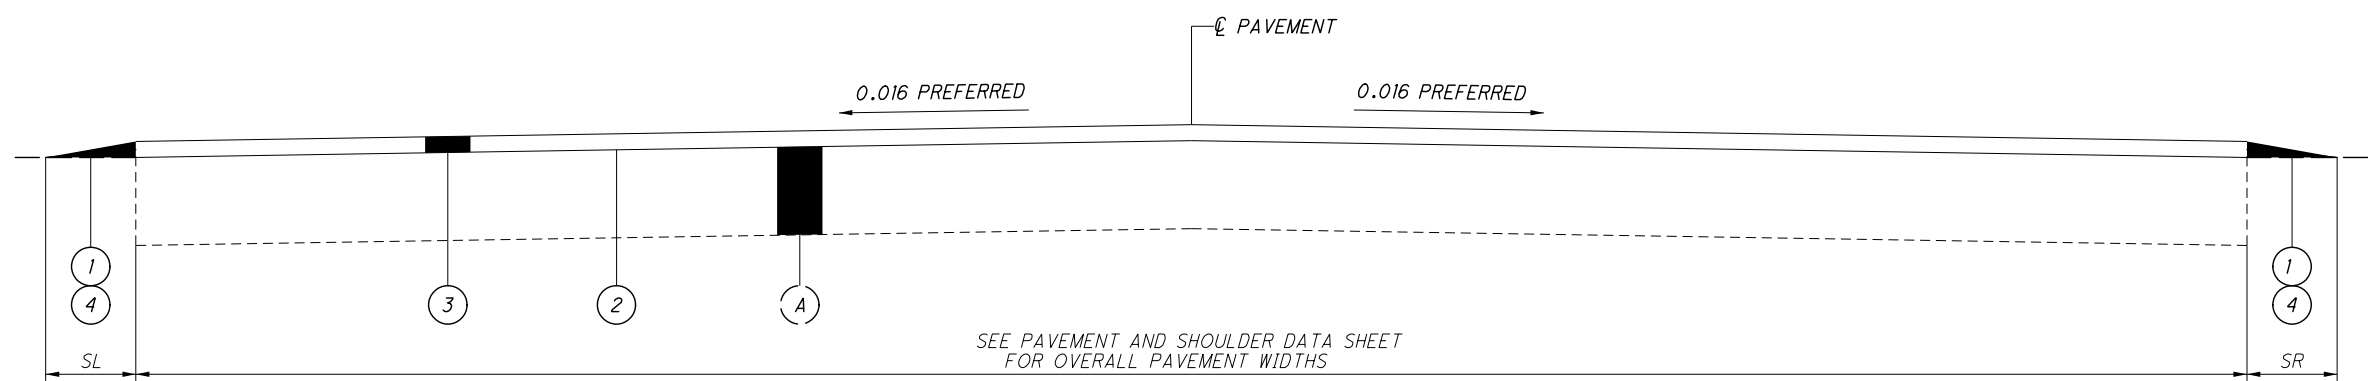 ℄ PAVEMENT
0.016 PREFERRED
0.016 PREFERRED
1
4
3
2
A
1
4
SEE PAVEMENT AND SHOULDER DATA SHEET
FOR OVERALL PAVEMENT WIDTHS
SL
SR